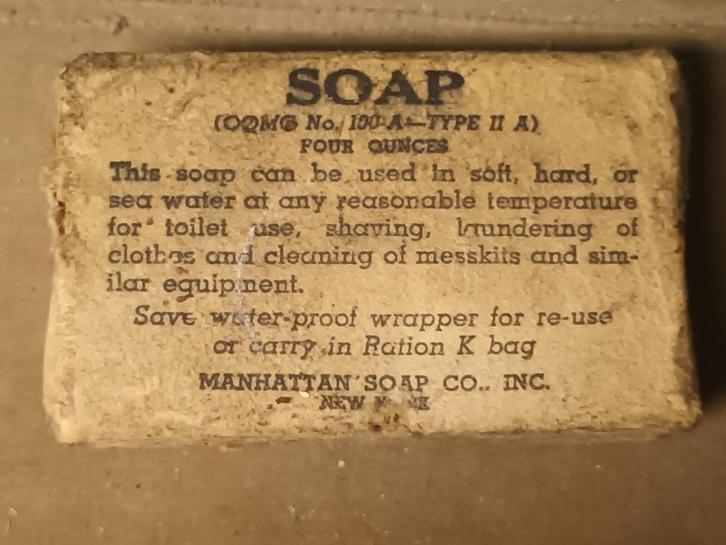 SOAP
(OQMG No. 100-A—TYPE II A)
FOUR OUNCES
This soap can be used in soft, hard, or
sea water at any reasonable temperature
for toilet use, shaving, laundering of
clothes and cleaning of messkits and sim-
ilar equipment.
Save water-proof wrapper for re-use
or carry in Ration K bag
MANHATTAN SOAP CO., INC.
NEW YORK